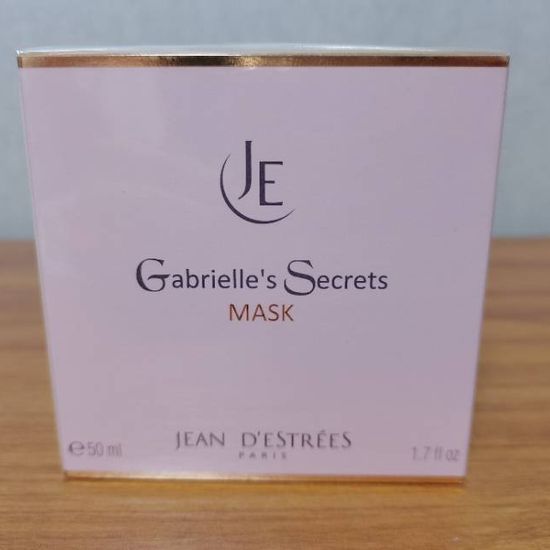 JE
Gabrielle's Secrets
MASK
JEAN D'ESTRÉES
PARIS
℮50 ml 1.7 fl oz